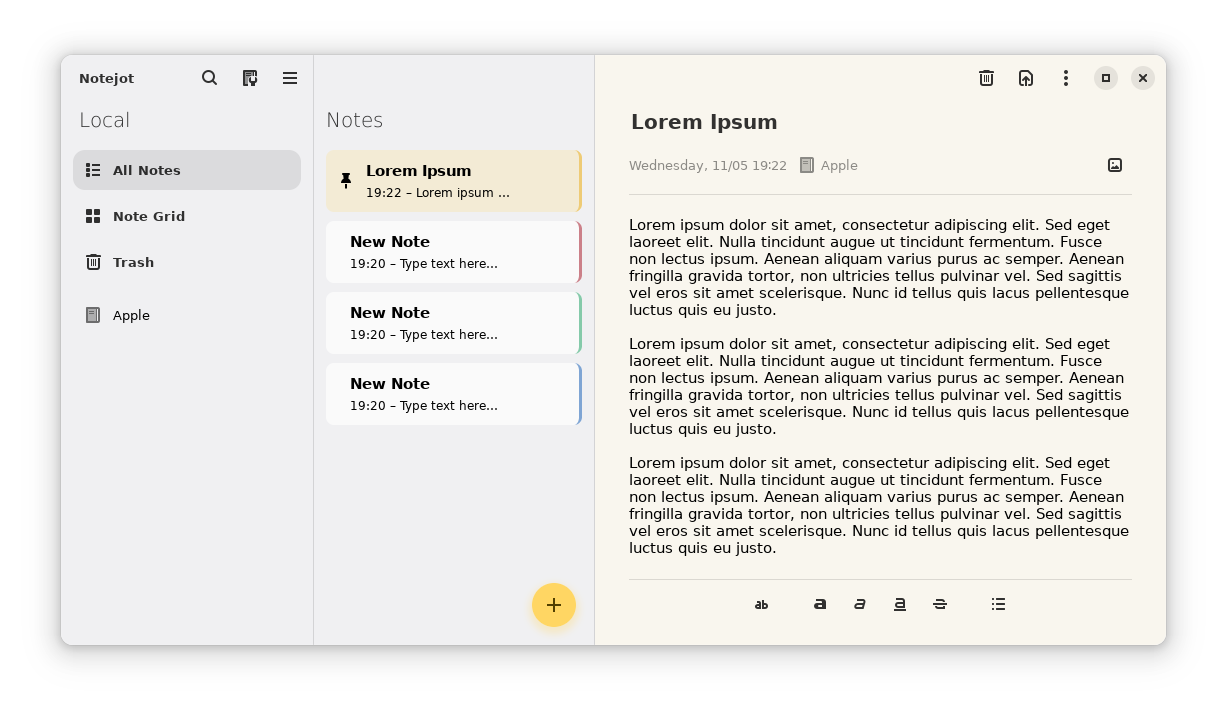 Notejot
Local
All Notes
Note Grid
Trash
Apple
Notes
Lorem Ipsum
19:22 – Lorem ipsum ...
New Note
19:20 – Type text here...
New Note
19:20 – Type text here...
New Note
19:20 – Type text here...
Lorem Ipsum
Wednesday, 11/05 19:22 Apple
Lorem ipsum dolor sit amet, consectetur adipiscing elit. Sed eget
laoreet elit. Nulla tincidunt augue ut tincidunt fermentum. Fusce
non lectus ipsum. Aenean aliquam varius purus ac semper. Aenean
fringilla gravida tortor, non ultricies tellus pulvinar vel. Sed sagittis
vel eros sit amet scelerisque. Nunc id tellus quis lacus pellentesque
luctus quis eu justo.
Lorem ipsum dolor sit amet, consectetur adipiscing elit. Sed eget
laoreet elit. Nulla tincidunt augue ut tincidunt fermentum. Fusce
non lectus ipsum. Aenean aliquam varius purus ac semper. Aenean
fringilla gravida tortor, non ultricies tellus pulvinar vel. Sed sagittis
vel eros sit amet scelerisque. Nunc id tellus quis lacus pellentesque
luctus quis eu justo.
Lorem ipsum dolor sit amet, consectetur adipiscing elit. Sed eget
laoreet elit. Nulla tincidunt augue ut tincidunt fermentum. Fusce
non lectus ipsum. Aenean aliquam varius purus ac semper. Aenean
fringilla gravida tortor, non ultricies tellus pulvinar vel. Sed sagittis
vel eros sit amet scelerisque. Nunc id tellus quis lacus pellentesque
luctus quis eu justo.
ab a a a S